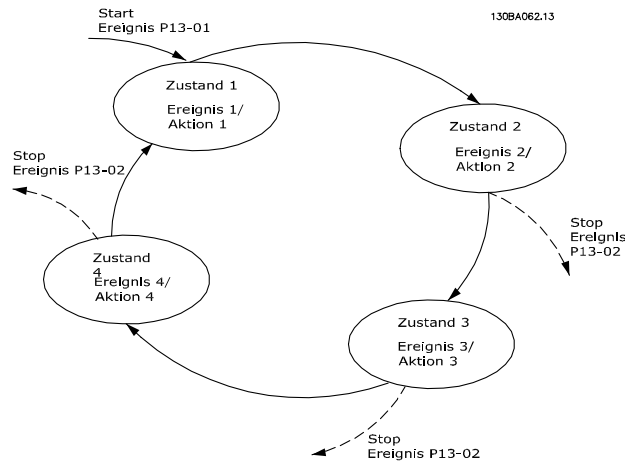 Start
Ereignis P13-01
130BA062.13
Zustand 1
Ereignis 1/
Aktion 1
Zustand 2
Ereignis 2/
Aktion 2
Stop
Ereignis P13-02
Stop
Ereignis
P13-02
Zustand
4
Ereignis 4/
Aktion 4
Zustand 3
Ereignis 3/
Aktion 3
Stop
Ereignis P13-02